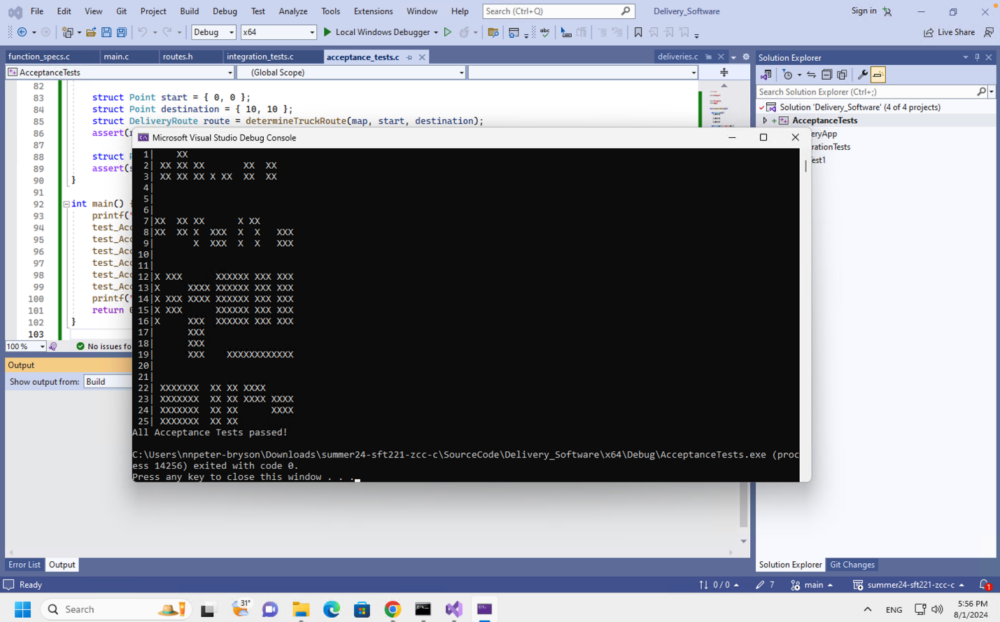 File Edit View Git Project Build Debug Test Analyze Tools Extensions Window Help Search (Ctrl+Q) Delivery_Software Sign in
Debug x64 Local Windows Debugger Live Share
function_specs.c main.c routes.h integration_tests.c acceptance_tests.c deliveries.c Solution Explorer
AcceptanceTests (Global Scope)
Search Solution Explorer (Ctrl+;)
Solution 'Delivery_Software' (4 of 4 projects)
AcceptanceTests
eryApp
rationTests
est1
82
83 struct Point start = { 0, 0 };
84 struct Point destination = { 10, 10 };
85 struct DeliveryRoute route = determineTruckRoute(map, start, destination);
86 assert(
87
88 struct
89 assert(s
90 }
91
92 int main() {
93 printf(
94 test_Acc
95 test_Acc
96 test_Acc
97 test_Acc
98 test_Acc
99 test_Acc
100 printf(
101 return 0
102 }
103
100 % No issues fo
Output
Show output from: Build
Microsoft Visual Studio Debug Console
 1|    XX
 2| XX XX XX       XX  XX
 3| XX XX XX X XX  XX  XX
 4|
 5|
 6|
 7|XX  XX XX      X XX
 8|XX  XX X  XXX  X  X   XXX
 9|       X  XXX  X  X   XXX
10|
11|
12|X XXX      XXXXXX XXX XXX
13|X     XXXX XXXXXX XXX XXX
14|X XXX XXXX XXXXXX XXX XXX
15|X XXX      XXXXXX XXX XXX
16|X     XXX  XXXXXX XXX XXX
17|      XXX
18|      XXX
19|      XXX    XXXXXXXXXXXX
20|
21|
22| XXXXXXX  XX XX XXXX
23| XXXXXXX  XX XX XXXX XXXX
24| XXXXXXX  XX XX      XXXX
25| XXXXXXX  XX XX
All Acceptance Tests passed!
C:\Users\nnpeter-bryson\Downloads\summer24-sft221-zcc-c\SourceCode\Delivery_Software\x64\Debug\AcceptanceTests.exe (proc
ess 14256) exited with code 0.
Press any key to close this window . . .
Error List Output Solution Explorer Git Changes
Ready 0 / 0 7 main summer24-sft221-zcc-c 1
Search 31° ENG 5:56 PM
8/1/2024